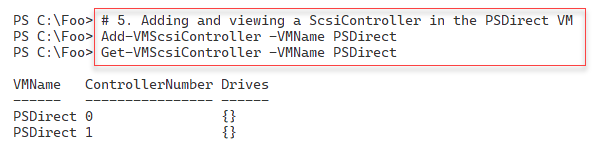 PS C:\Foo> # 5. Adding and viewing a ScsiController in the PSDirect VM
PS C:\Foo> Add-VMScsiController -VMName PSDirect
PS C:\Foo> Get-VMScsiController -VMName PSDirect
VMName   ControllerNumber Drives
------   ---------------- ------
PSDirect 0                {}
PSDirect 1                {}